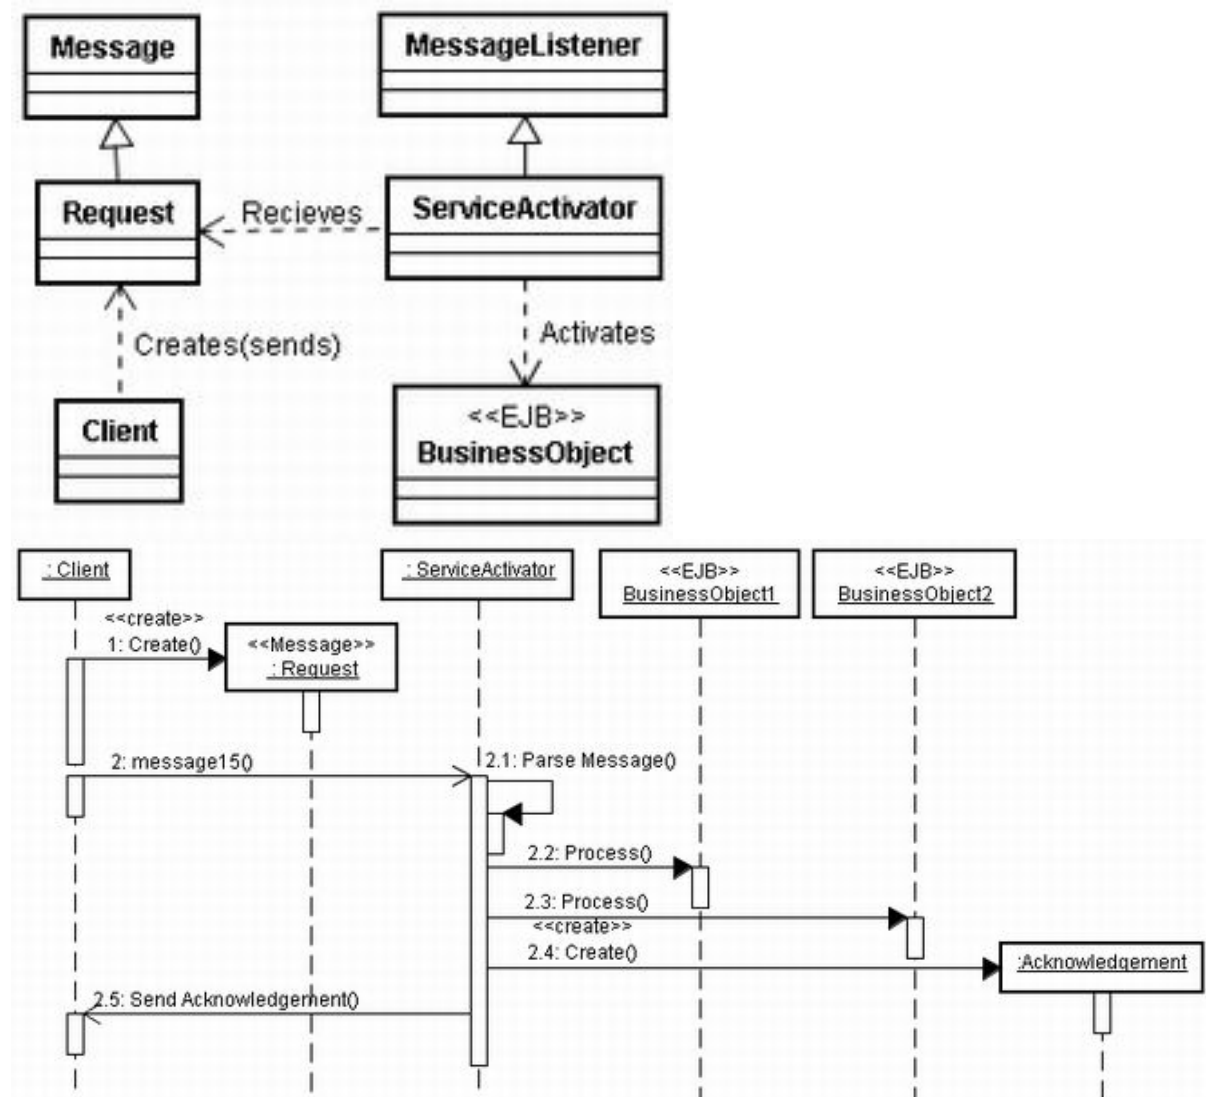 Message
MessageListener
Request
Recieves
ServiceActivator
Creates(sends)
Activates
Client
<<EJB>>
BusinessObject
: Client
: ServiceActivator
<<EJB>>
BusinessObject1
<<EJB>>
BusinessObject2
<<create>>
1: Create()
<<Message>>
: Request
2: message15()
2.1: Parse Message()
2.2: Process()
2.3: Process()
<<create>>
2.4: Create()
:Acknowledgement
2.5: Send Acknowledgement()